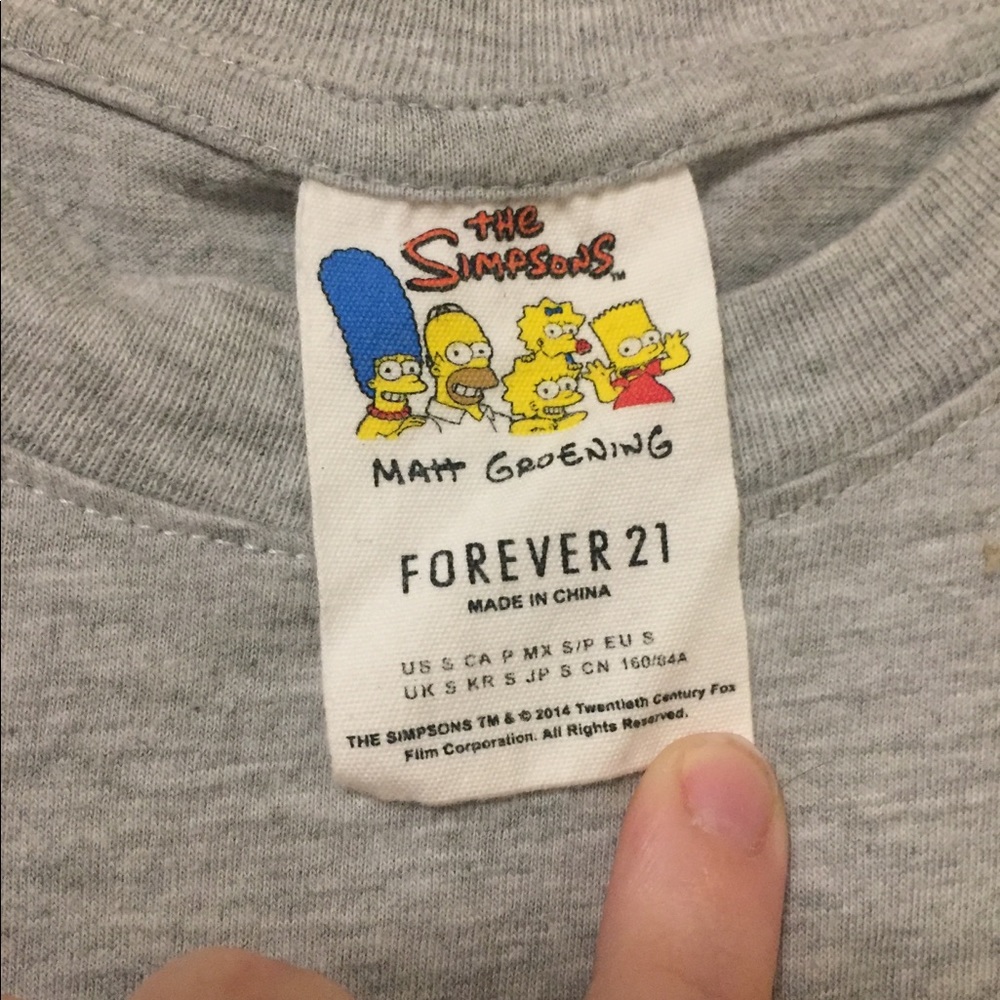 THE
SIMPSONS™
MATT GROENING
FOREVER 21
MADE IN CHINA
US S CA P MX S/P EU S
UK S KR S JP S CN 160/84A
THE SIMPSONS TM & © 2014 Twentieth Century Fox
Film Corporation. All Rights Reserved.